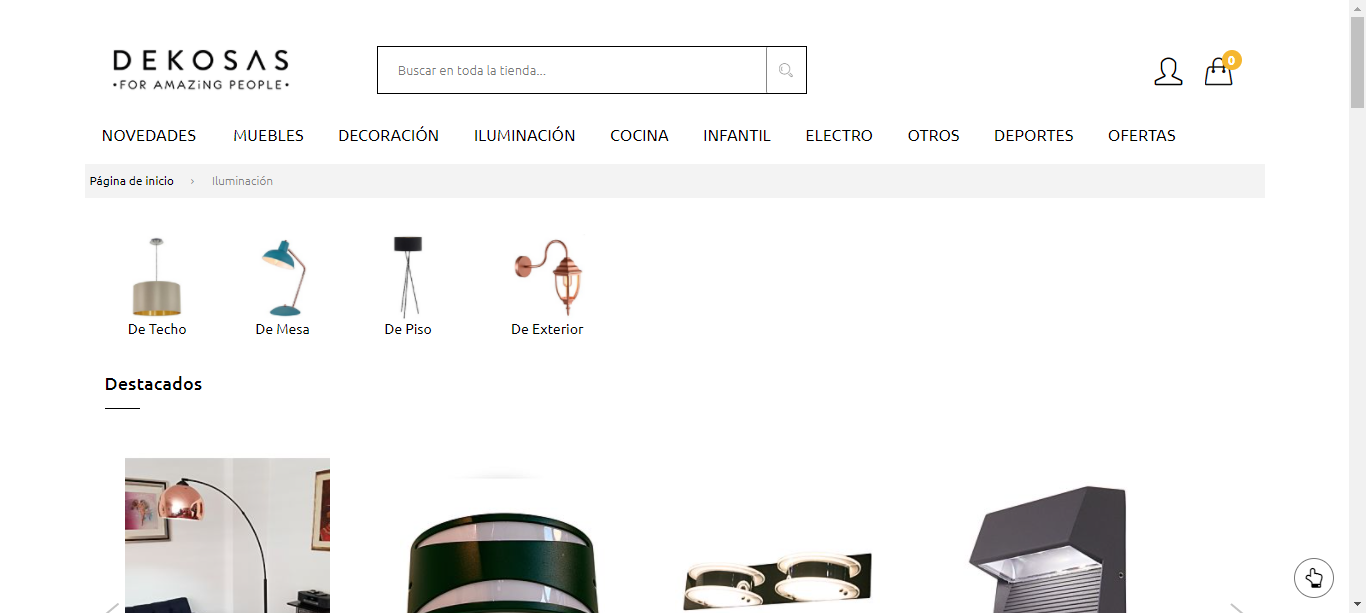 DEKOSAS
•FOR AMAZiNG PEOPLE•
Buscar en toda la tienda...
0
NOVEDADES MUEBLES DECORACIÓN ILUMINACIÓN COCINA INFANTIL ELECTRO OTROS DEPORTES OFERTAS
Página de inicio › Iluminación
De Techo De Mesa De Piso De Exterior
Destacados